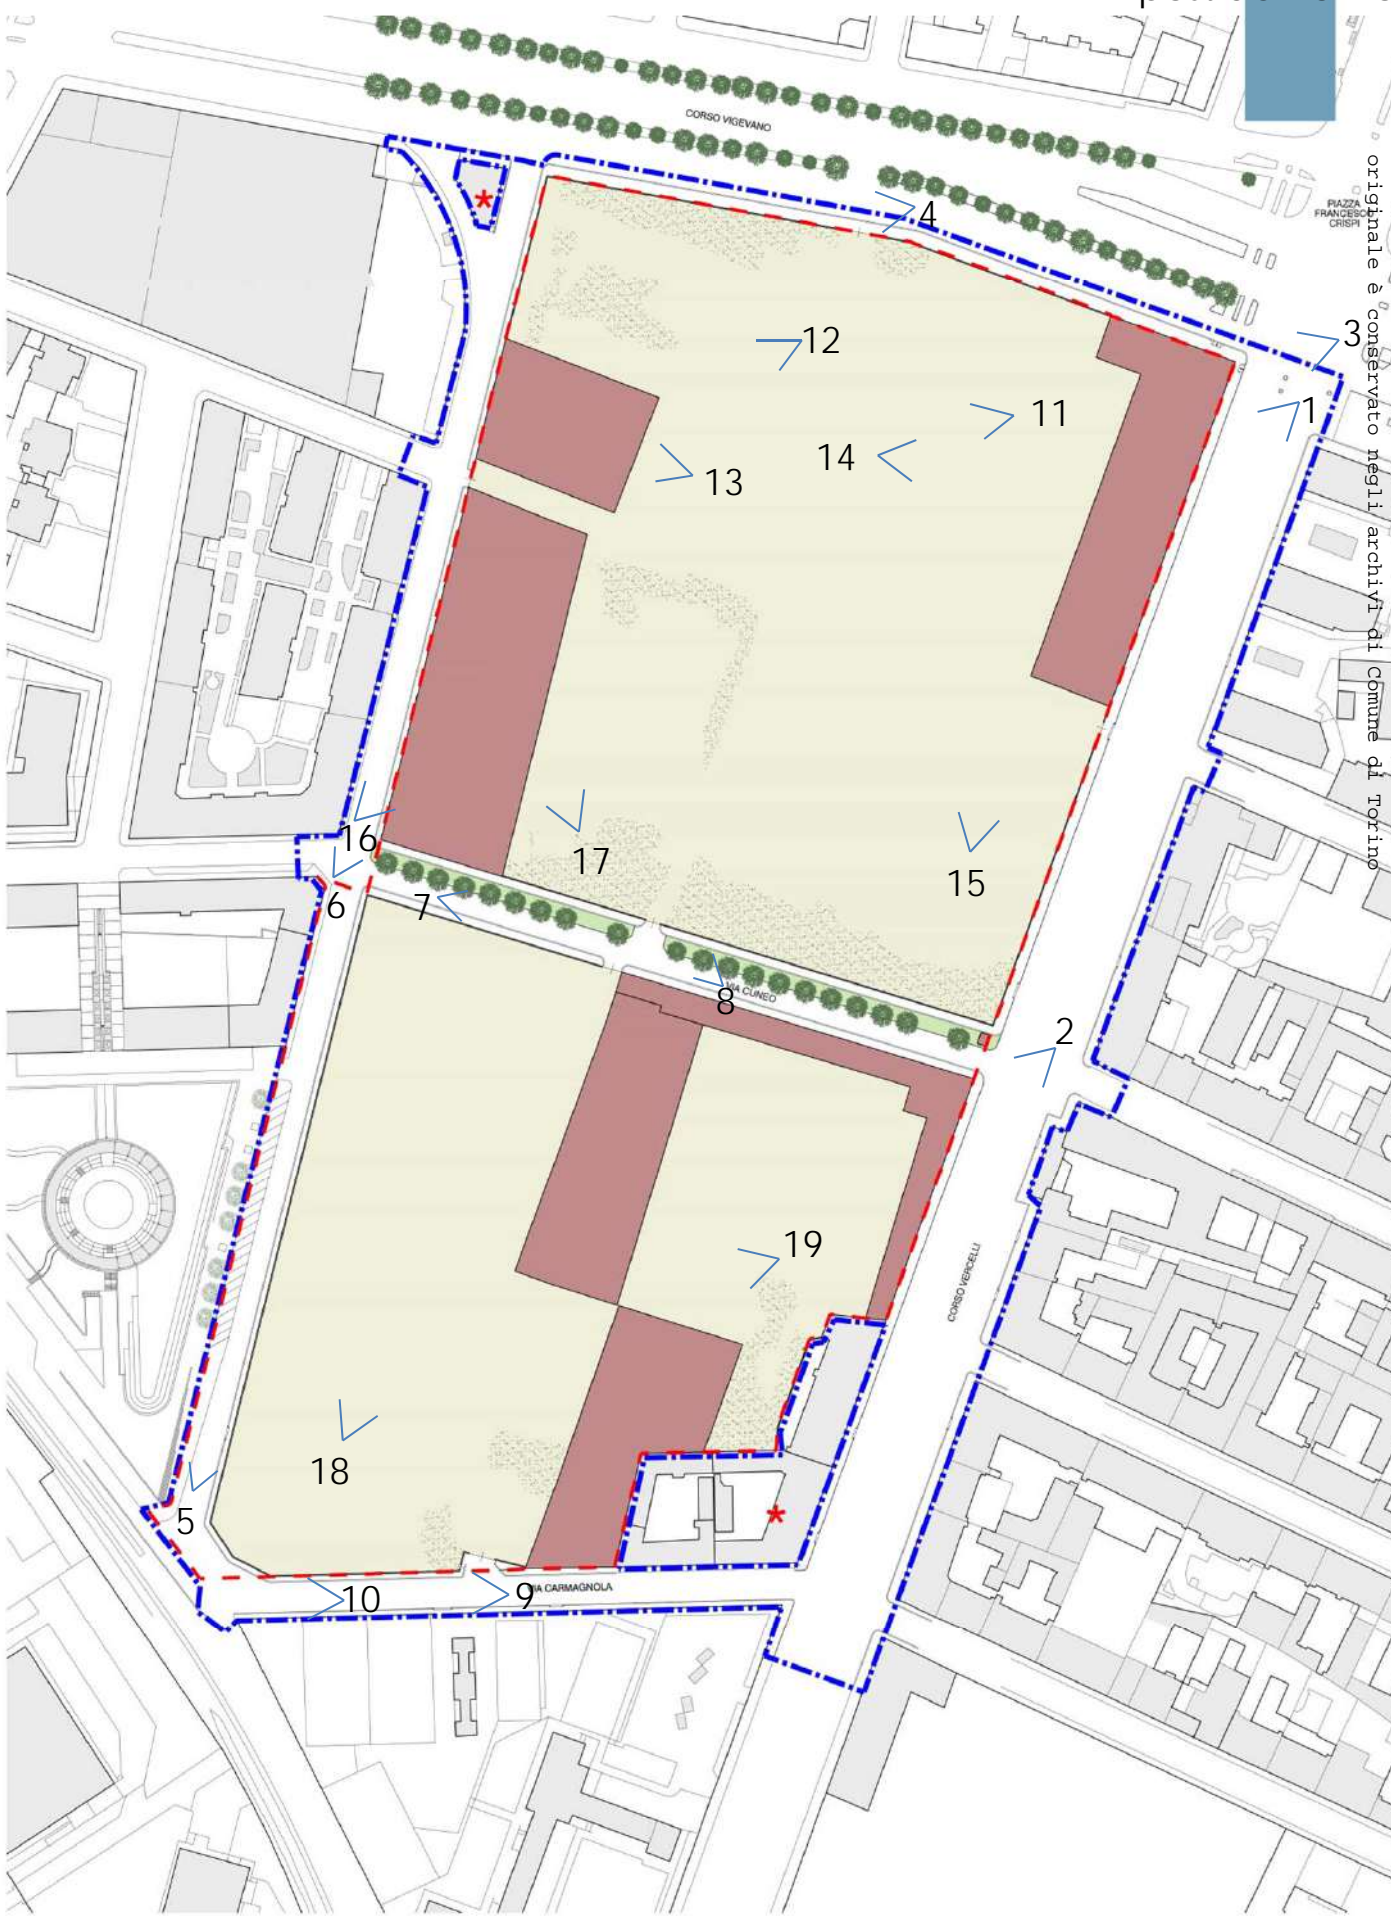 CORSO VIGEVANO
PIAZZA
FRANCESCO
CRISPI
originale è conservato negli archivi di Comune di Torino
*
4
3
12
1
11
14
13
16
17
15
6
7
VIA CUNEO
8
2
19
CORSO VERCELLI
18
5
*
VIA CARMAGNOLA
10
9